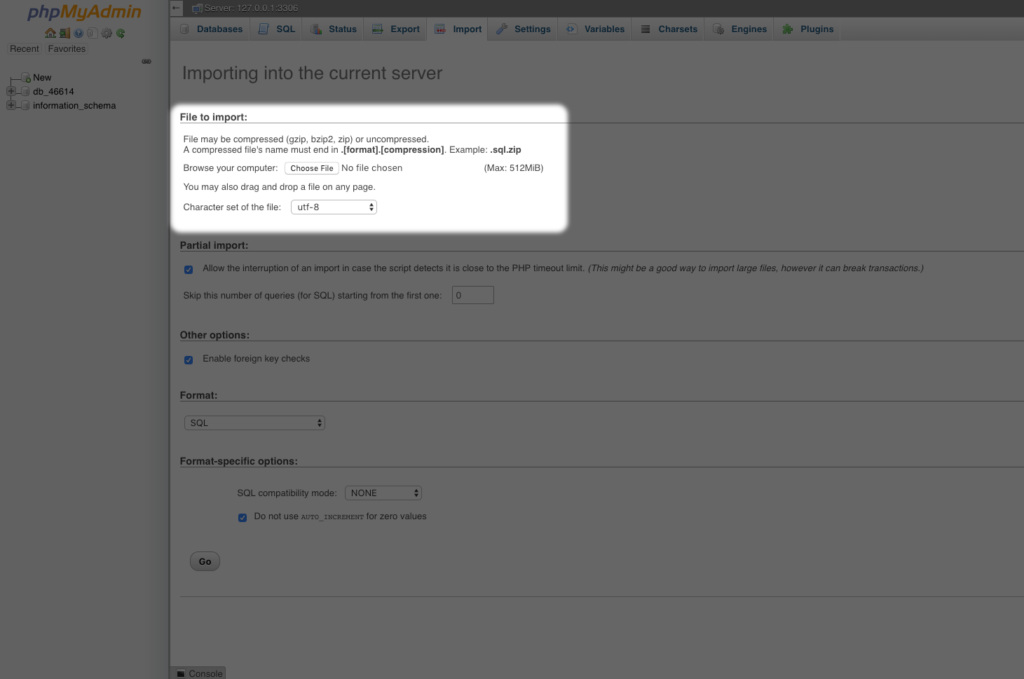 phpMyAdmin
Server: 127.0.0.1:3306
Databases SQL Status Export Import Settings Variables Charsets Engines Plugins
Recent Favorites
New
db_46614
information_schema
Importing into the current server
File to import:
File may be compressed (gzip, bzip2, zip) or uncompressed.
A compressed file's name must end in .[format].[compression]. Example: .sql.zip
Browse your computer: Choose File No file chosen (Max: 512MiB)
You may also drag and drop a file on any page.
Character set of the file: utf-8
Partial import:
Allow the interruption of an import in case the script detects it is close to the PHP timeout limit. (This might be a good way to import large files, however it can break transactions.)
Skip this number of queries (for SQL) starting from the first one: 0
Other options:
Enable foreign key checks
Format:
SQL
Format-specific options:
SQL compatibility mode: NONE
Do not use AUTO_INCREMENT for zero values
Go
Console